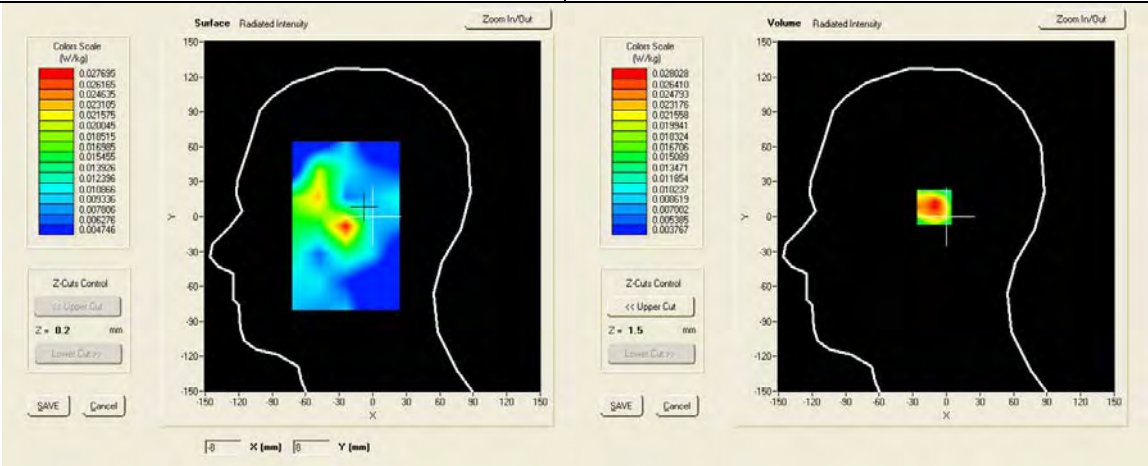 Surface Radiated Intensity
Zoom In/Out
Colors Scale
(W/kg)
0.027695
0.026165
0.024635
0.023105
0.021575
0.020045
0.018515
0.016985
0.015455
0.013926
0.012396
0.010866
0.009336
0.007806
0.006276
0.004746
Z-Cuts Control
<< Upper Cut
Z = 0.2 mm
Lower Cut >>
SAVE
Cancel
150
120
90
60
30
0
-30
-60
-90
-120
-150
Y
-150 -120 -90 -60 -30 0 30 60 90 120 150
X
-8 X (mm) 8 Y (mm)
Volume Radiated Intensity
Zoom In/Out
Colors Scale
(W/kg)
0.028028
0.026410
0.024793
0.023176
0.021558
0.019941
0.018324
0.016706
0.015089
0.013471
0.011854
0.010237
0.008619
0.007002
0.005385
0.003767
Z-Cuts Control
<< Upper Cut
Z = 1.5 mm
Lower Cut >>
SAVE
Cancel
150
120
90
60
30
0
-30
-60
-90
-120
-150
Y
-150 -120 -90 -60 -30 0 30 60 90 120 150
X